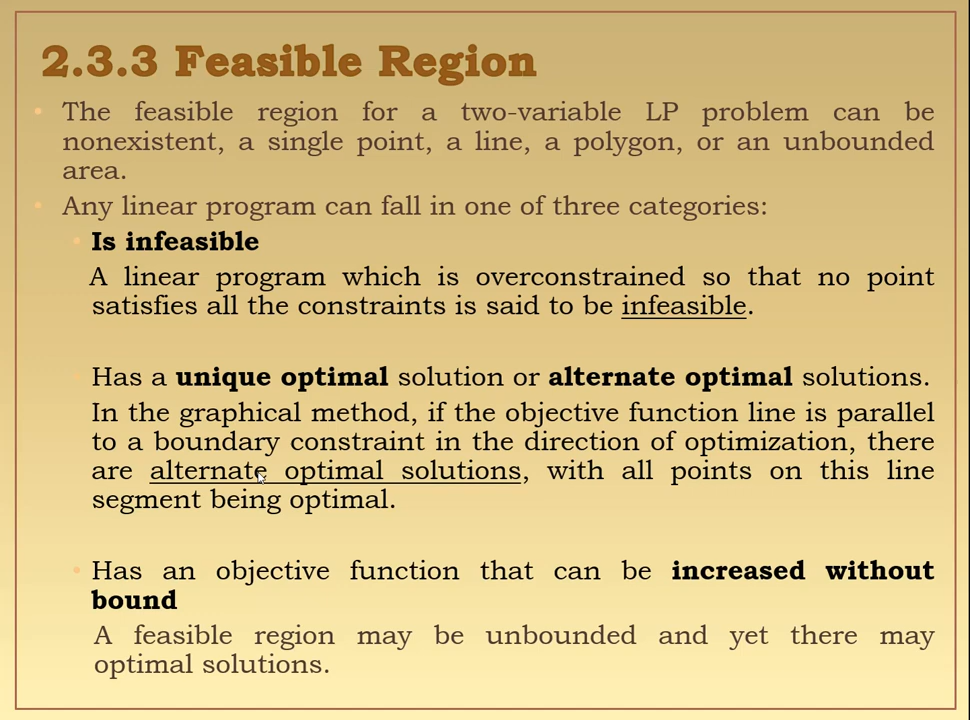 2.3.3 Feasible Region
• The feasible region for a two-variable LP problem can be
nonexistent, a single point, a line, a polygon, or an unbounded
area.
• Any linear program can fall in one of three categories:
• Is infeasible
A linear program which is overconstrained so that no point
satisfies all the constraints is said to be infeasible.
• Has a unique optimal solution or alternate optimal solutions.
In the graphical method, if the objective function line is parallel
to a boundary constraint in the direction of optimization, there
are alternate optimal solutions, with all points on this line
segment being optimal.
• Has an objective function that can be increased without
bound
A feasible region may be unbounded and yet there may
optimal solutions.